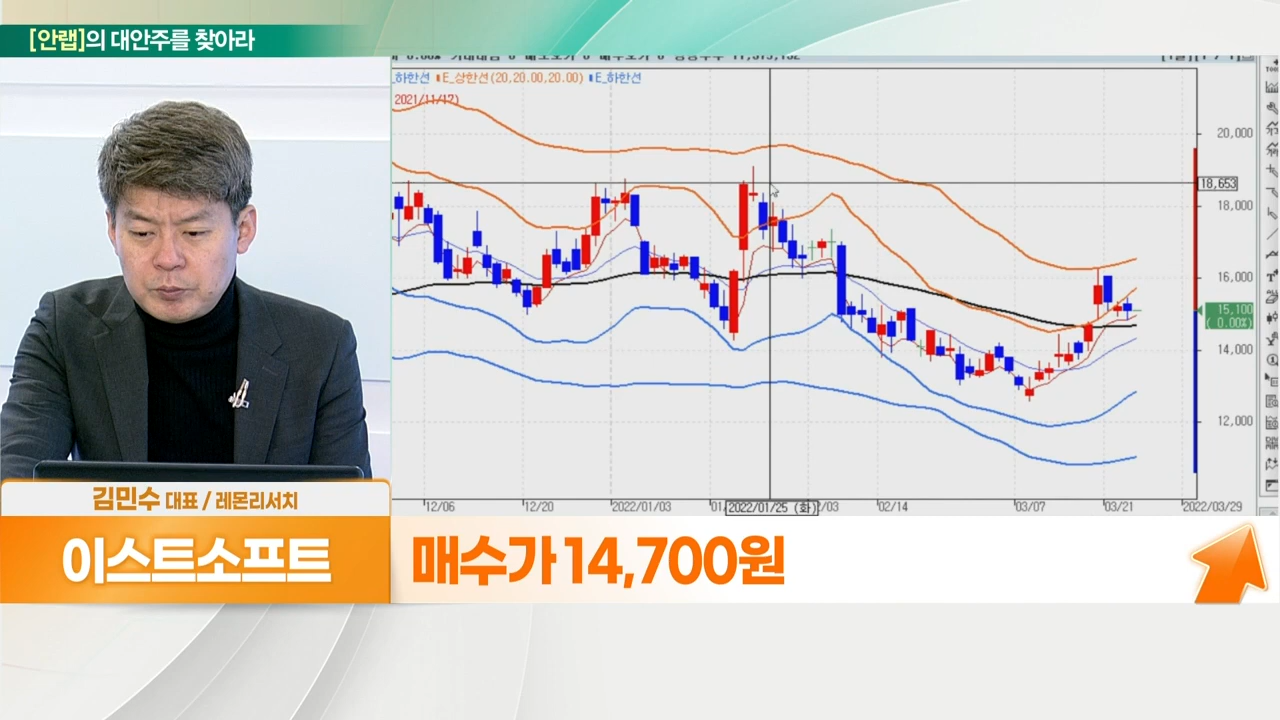 [안랩]의 대안주를 찾아라
_하한선 E_상한선(20,20.00,20.00) E_하한선
2021/11/12)
20,000
18,653
18,000
16,000
15,100
( 0.00%)
14,000
12,000
12/06 12/20 2022/01/03 2022/01/25 (화) 02/14 03/07 03/21 2022/03/29
김민수 대표 / 레몬리서치
이스트소프트
매수가 14,700원